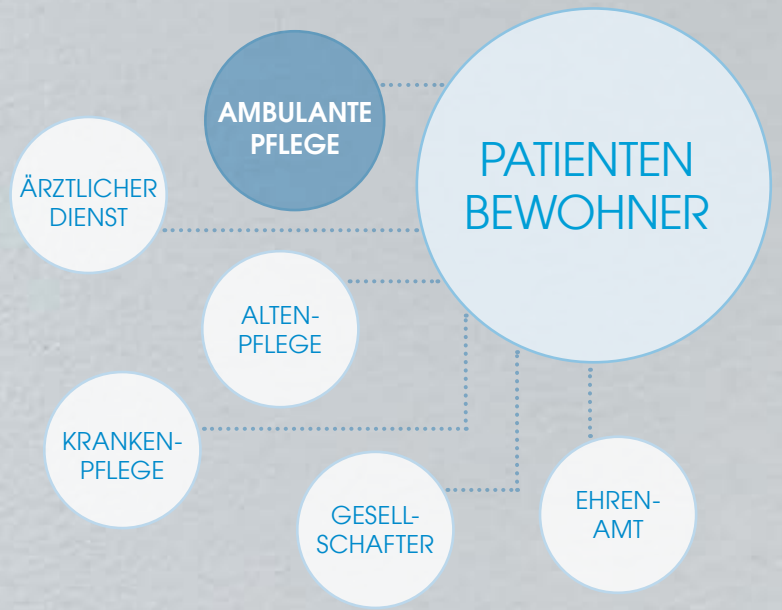 AMBULANTE
PFLEGE
PATIENTEN
BEWOHNER
ÄRZTLICHER
DIENST
ALTEN-
PFLEGE
KRANKEN-
PFLEGE
GESELL-
SCHAFTER
EHREN-
AMT